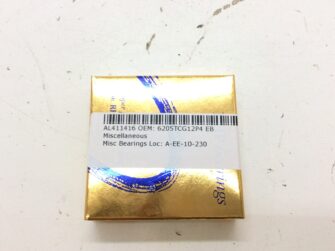 AL411416 OEM: 6205TCG12P4 EB
Miscellaneous
Misc Bearings Loc: A-EE-10-230